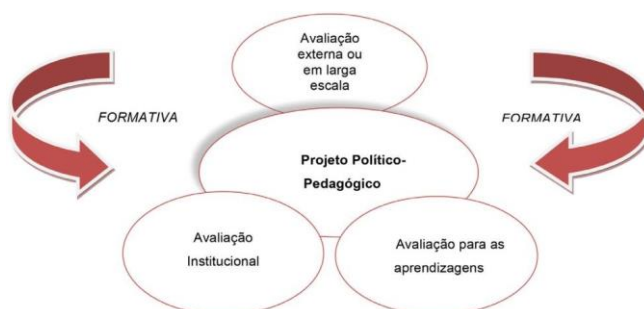 Avaliação
externa ou
em larga
escala
FORMATIVA
FORMATIVA
Projeto Político-
Pedagógico
Avaliação
Institucional
Avaliação para as
aprendizagens